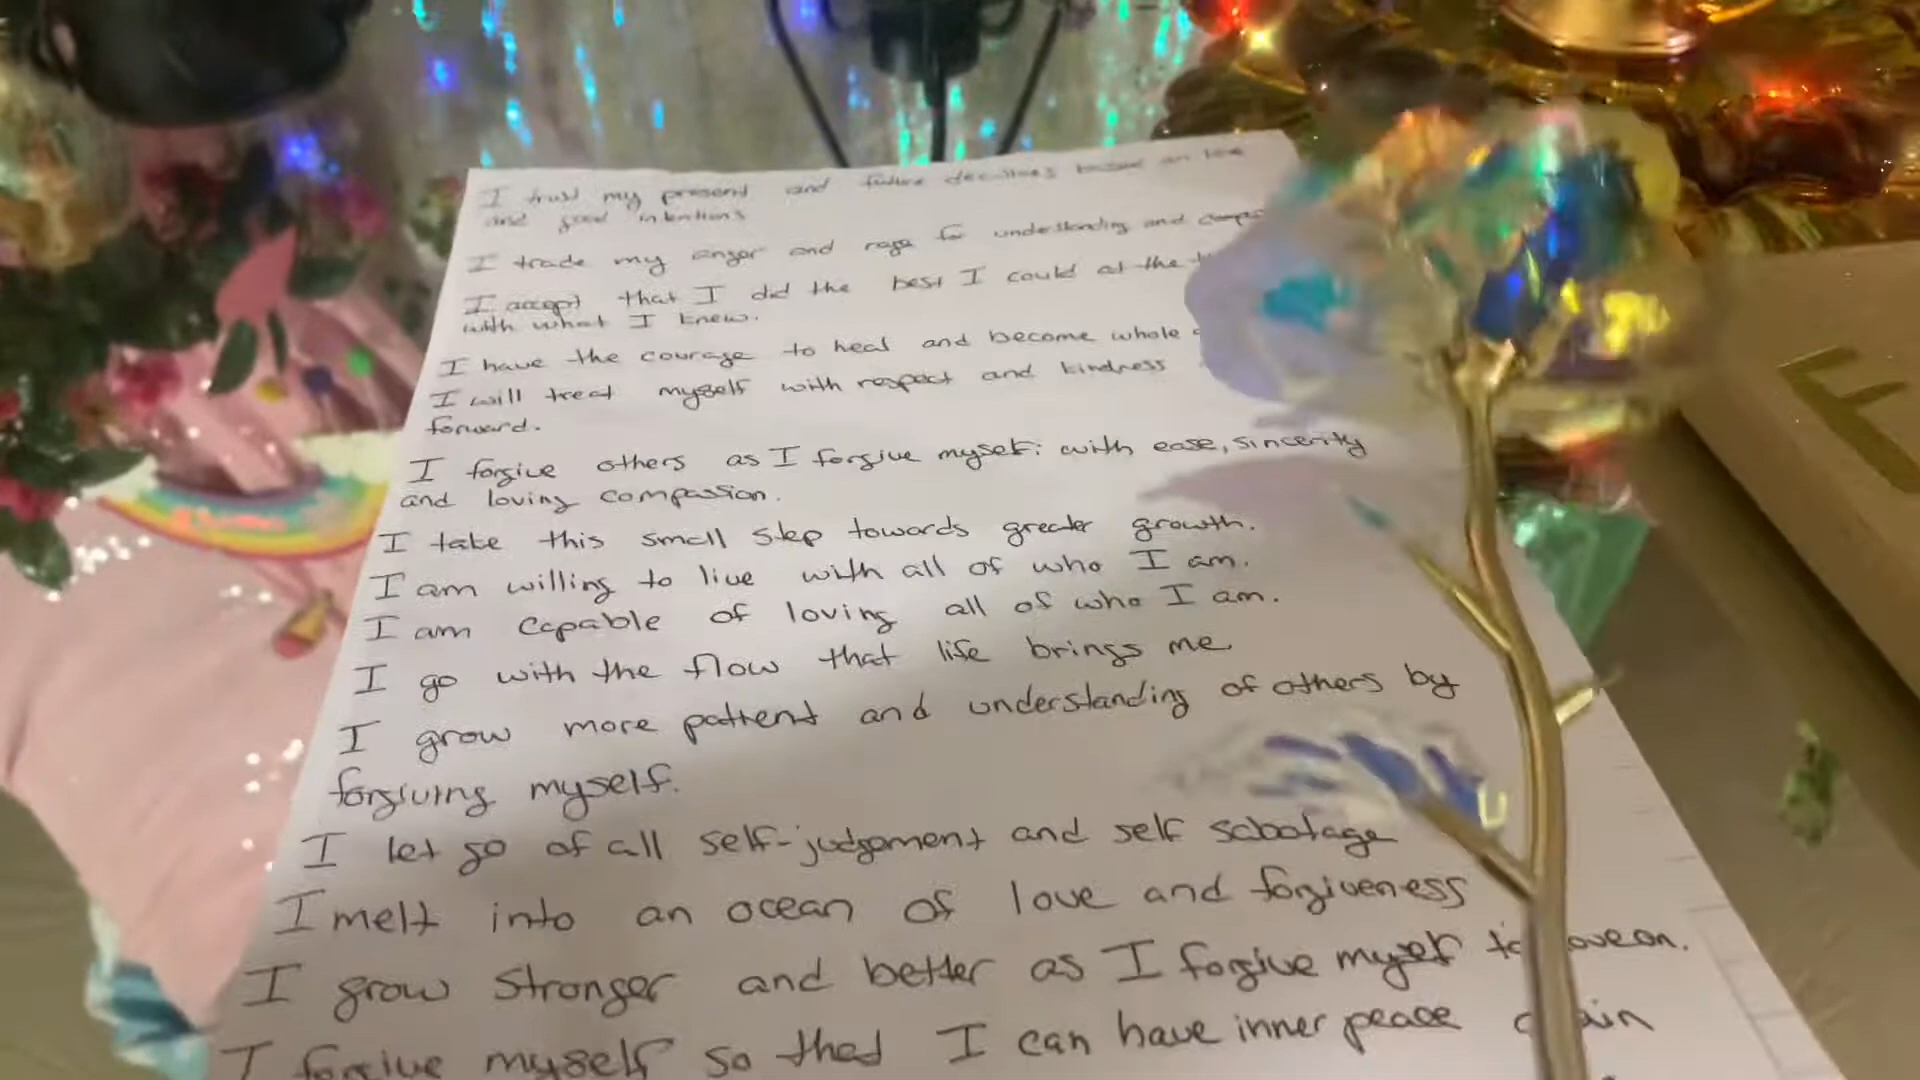 I trust my present and future decisions based on love
and good intentions
I trade my anger and rage for understanding and
I accept that I did the best I could at the
with what I knew.
I have the courage to heal and become whole
I will treat myself with respect and kindness
forward.
I forgive others as I forgive myself: with ease, sincerity
and loving compassion.
I take this small step towards greater growth.
I am willing to live with all of who I am.
I am capable of loving all of who I am.
I go with the flow that life brings me
I grow more patient and understanding of others by
forgiving myself.
I let go of all self-judgement and self sabotage
I melt into an ocean of love and forgiveness
I grow stronger and better as I forgive myself
I forgive myself so that I can have inner peace
E